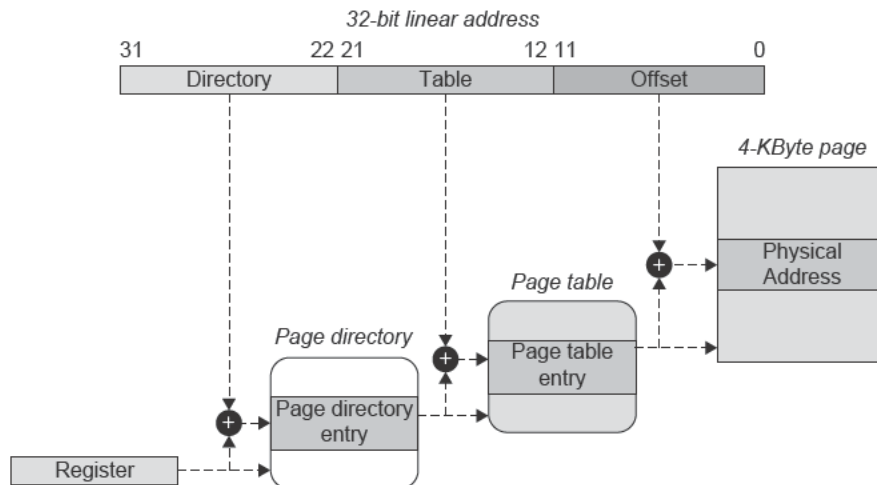 32-bit linear address
31 22 21 12 11 0
Directory Table Offset
4-KByte page
Physical
Address
Page table
Page table
entry
Page directory
Page directory
entry
Register